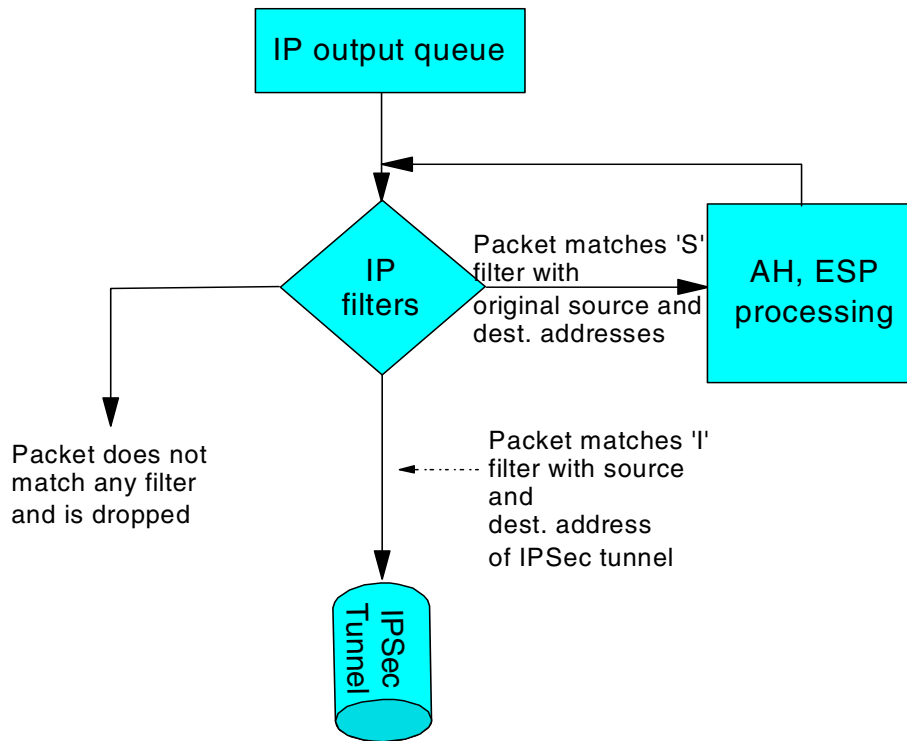 IP output queue
Packet matches 'S'
filter with
original source and
dest. addresses
IP
filters
AH, ESP
processing
Packet does not
match any filter
and is dropped
Packet matches 'I'
filter with source
and
dest. address
of IPSec tunnel
IPSec
Tunnel